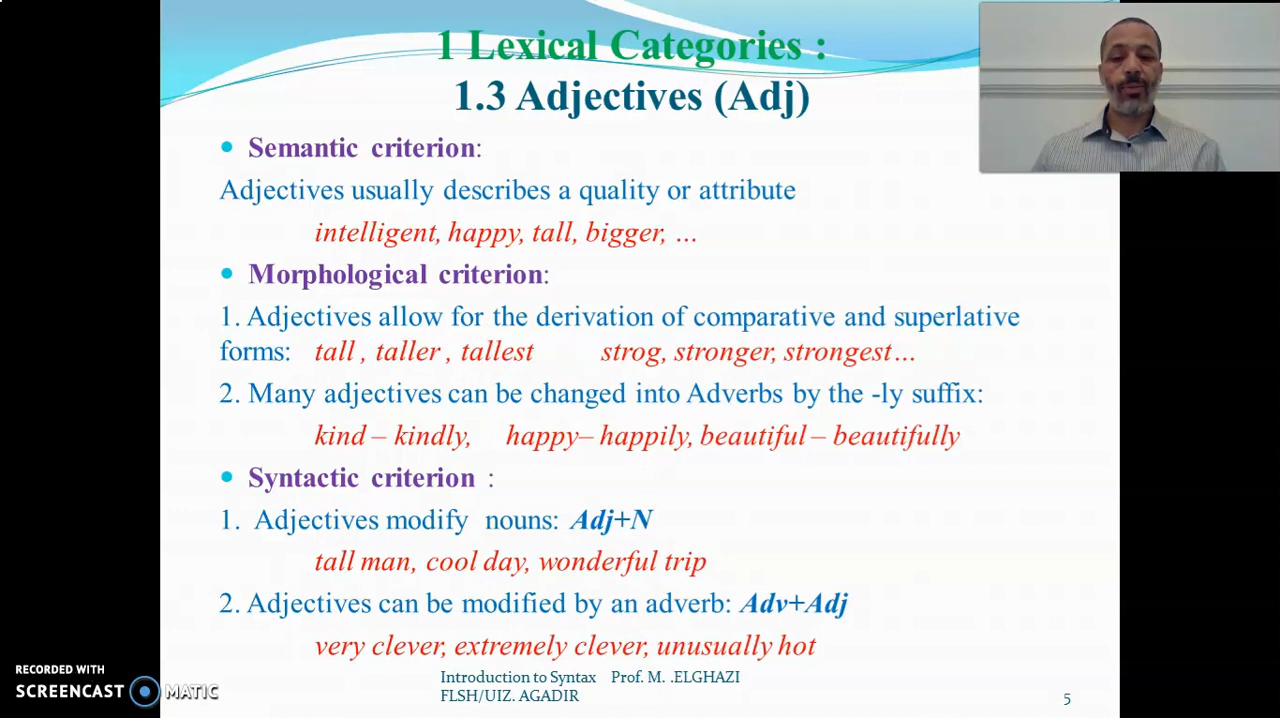 1 Lexical Categories :
1.3 Adjectives (Adj)
Semantic criterion:
Adjectives usually describes a quality or attribute
intelligent, happy, tall, bigger, ...
Morphological criterion:
1. Adjectives allow for the derivation of comparative and superlative
forms: tall , taller , tallest strog, stronger, strongest...
2. Many adjectives can be changed into Adverbs by the -ly suffix:
kind – kindly, happy– happily, beautiful – beautifully
Syntactic criterion :
1. Adjectives modify nouns: Adj+N
tall man, cool day, wonderful trip
2. Adjectives can be modified by an adverb: Adv+Adj
very clever, extremely clever, unusually hot
Introduction to Syntax Prof. M. .ELGHAZI
FLSH/UIZ. AGADIR
5
RECORDED WITH
SCREENCAST MATIC